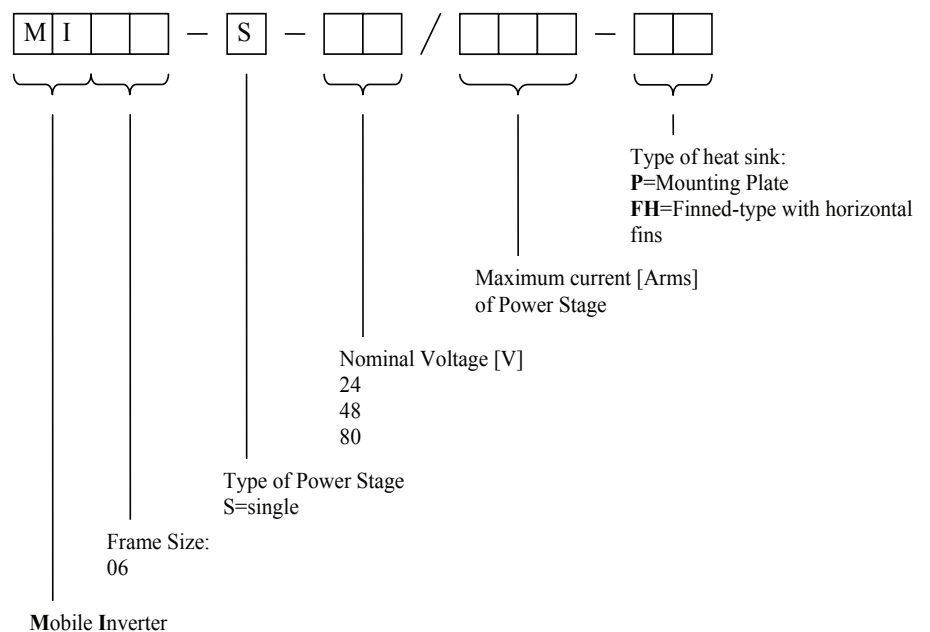 MI – S – / –
Type of heat sink:
P=Mounting Plate
FH=Finned-type with horizontal
fins
Maximum current [Arms]
of Power Stage
Nominal Voltage [V]
24
48
80
Type of Power Stage
S=single
Frame Size:
06
Mobile Inverter